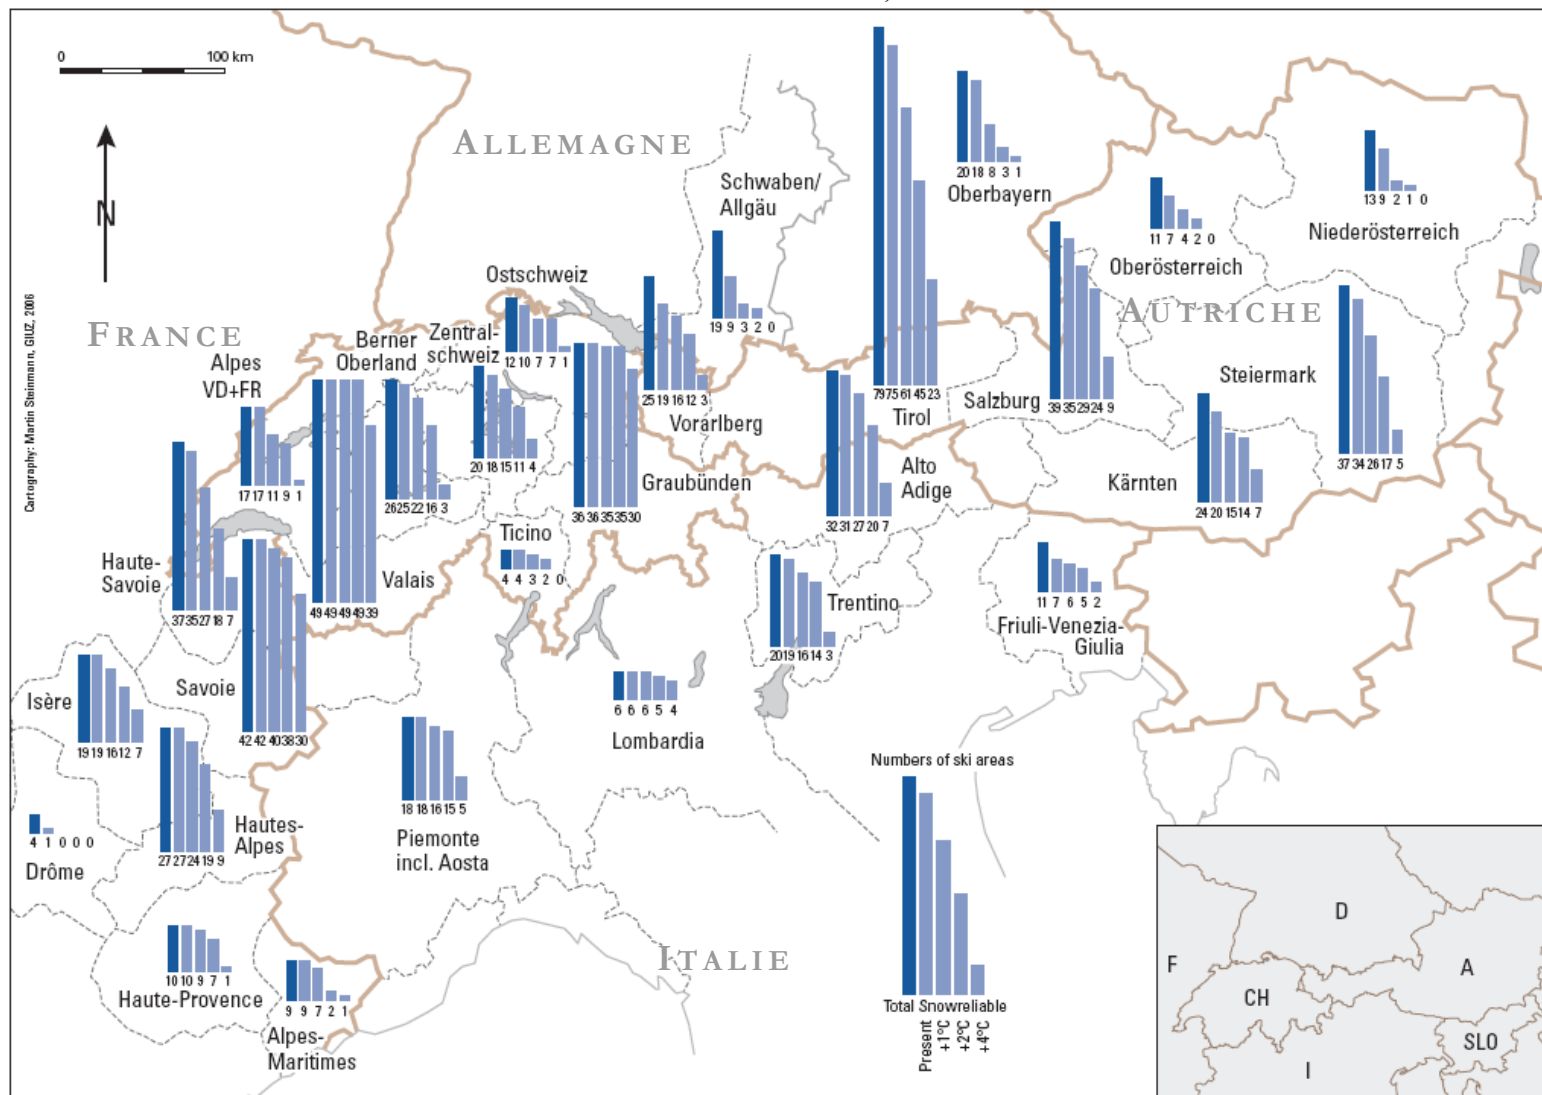 0 100 km
N
Cartography: Martin Steinmann, GIUZ, 2006
ALLEMAGNE
FRANCE
AUTRICHE
ITALIE
Schwaben/
Allgäu
19 9 3 2 0
20 18 8 3 1
Oberbayern
11 7 4 2 0
Oberösterreich
13 9 2 1 0
Niederösterreich
Ostschweiz
12 10 7 7 1
Zentral-
schweiz
20 18 15 11 4
Berner
Oberland
26 25 22 16 3
Alpes
VD+FR
17 17 11 9 1
25 19 16 12 3
Vorarlberg
79 75 61 45 23
Tirol
Salzburg
39 35 29 24 9
Steiermark
37 34 26 17 5
Kärnten
24 20 15 14 7
Alto
Adige
32 31 27 20 7
Graubünden
36 36 35 35 30
Ticino
4 4 3 2 0
Valais
49 49 49 49 39
Haute-
Savoie
37 35 27 18 7
Savoie
42 42 40 38 30
Isère
19 19 16 12 7
Trentino
20 19 16 14 3
11 7 6 5 2
Friuli-Venezia-
Giulia
6 6 6 5 4
Lombardia
18 18 16 15 5
Piemonte
incl. Aosta
4 1 0 0 0
Drôme
Hautes-
Alpes
27 27 24 19 9
10 10 9 7 1
Haute-Provence
9 9 7 2 1
Alpes-
Maritimes
Numbers of ski areas
Total Snowreliable
Present
+1°C
+2°C
+4°C
D
F
A
CH
SLO
I